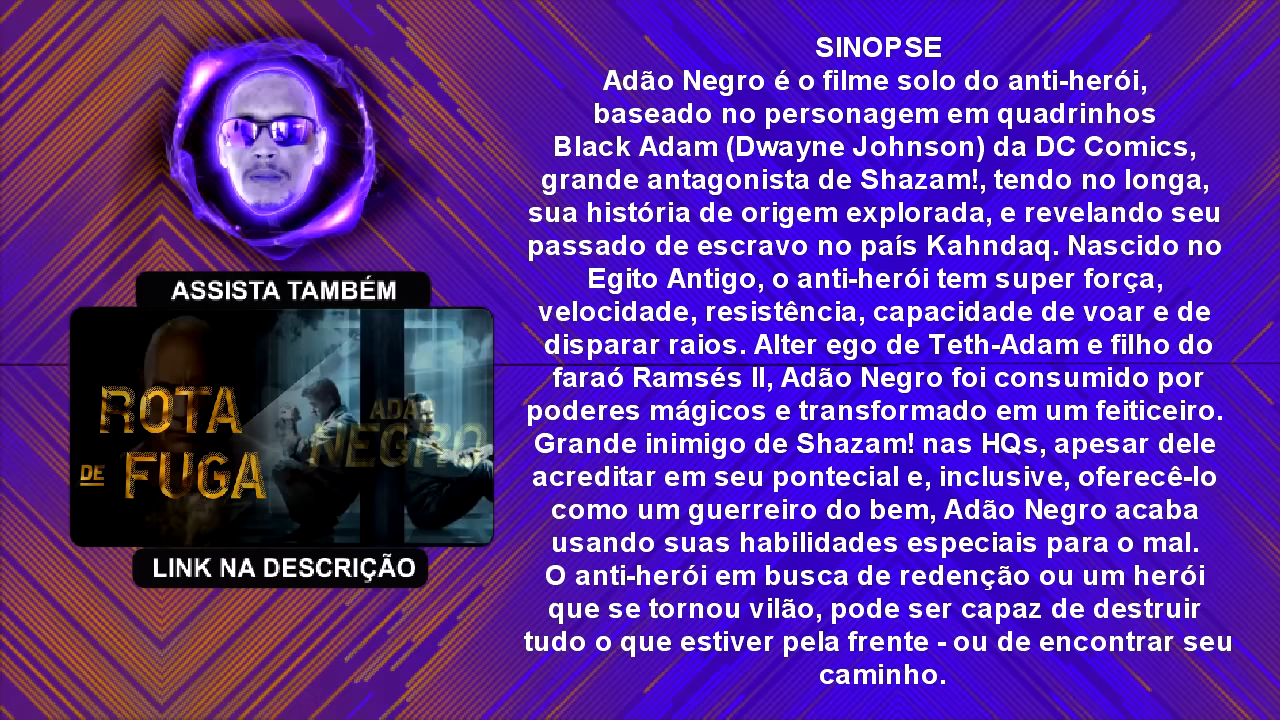 SINOPSE
Adão Negro é o filme solo do anti-herói,
baseado no personagem em quadrinhos
Black Adam (Dwayne Johnson) da DC Comics,
grande antagonista de Shazam!, tendo no longa,
sua história de origem explorada, e revelando seu
passado de escravo no país Kahndaq. Nascido no
Egito Antigo, o anti-herói tem super força,
velocidade, resistência, capacidade de voar e de
disparar raios. Alter ego de Teth-Adam e filho do
faraó Ramsés II, Adão Negro foi consumido por
poderes mágicos e transformado em um feiticeiro.
Grande inimigo de Shazam! nas HQs, apesar dele
acreditar em seu pontecial e, inclusive, oferecê-lo
como um guerreiro do bem, Adão Negro acaba
usando suas habilidades especiais para o mal.
O anti-herói em busca de redenção ou um herói
que se tornou vilão, pode ser capaz de destruir
tudo o que estiver pela frente - ou de encontrar seu
caminho.
ASSISTA TAMBÉM
ROTA
DE FUGA
ADÃO
NEGRO
LINK NA DESCRIÇÃO